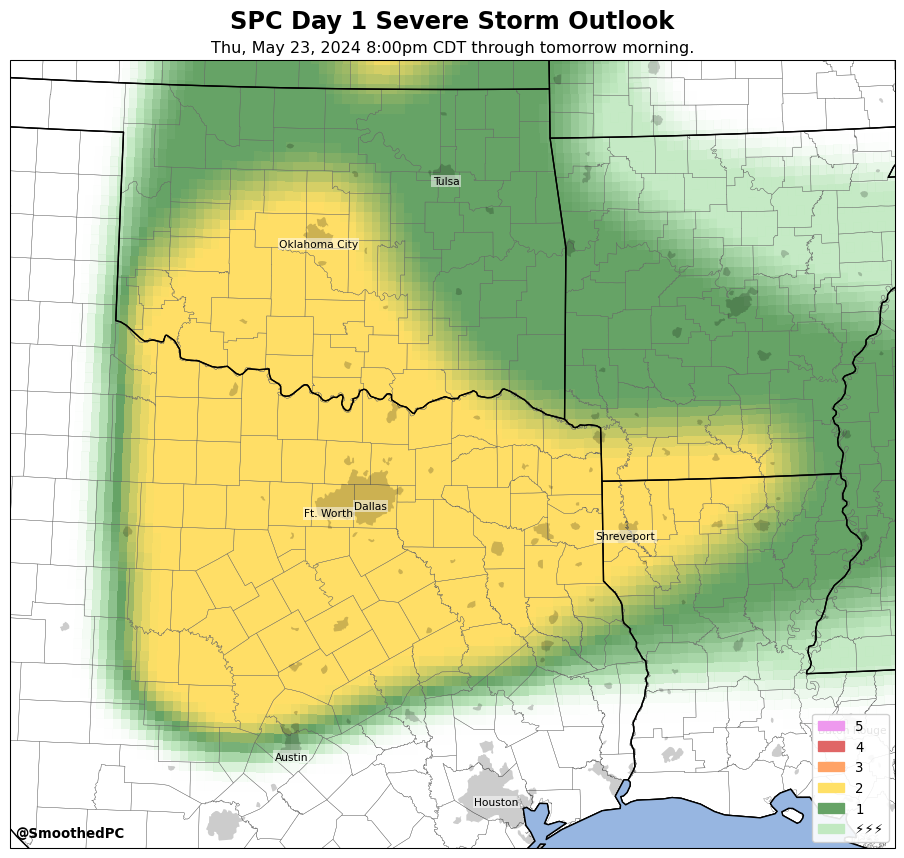 SPC Day 1 Severe Storm Outlook
Thu, May 23, 2024 8:00pm CDT through tomorrow morning.
Tulsa
Oklahoma City
Dallas
Ft. Worth
Shreveport
Austin
Houston
5
4
3
2
1
⚡⚡⚡
@SmoothedPC